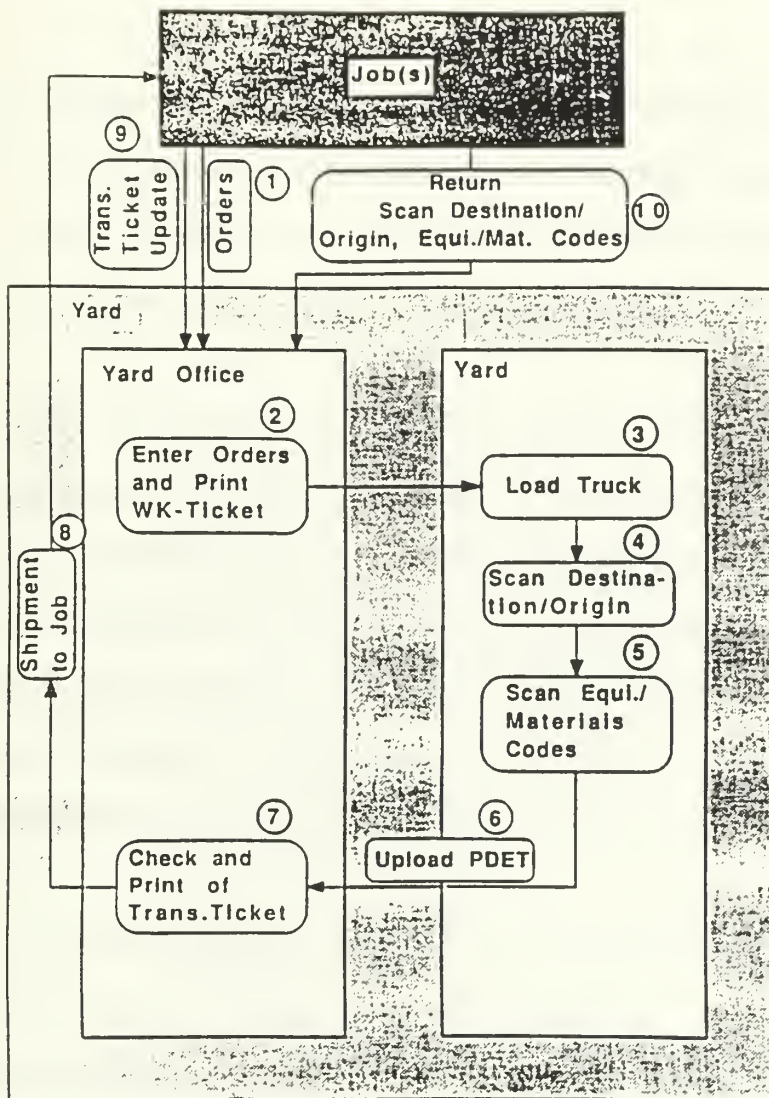 Job(s)
9
Trans.
Ticket
Update
Orders
1
Return
Scan Destination/
Origin, Equi./Mat. Codes
10
Yard
Yard Office
Yard
2
Enter Orders
and Print
WK-Ticket
3
Load Truck
4
Scan Destina-
tion/Origin
5
Scan Equi./
Materials
Codes
6
Upload PDET
7
Check and
Print of
Trans.Ticket
8
Shipment
to Job